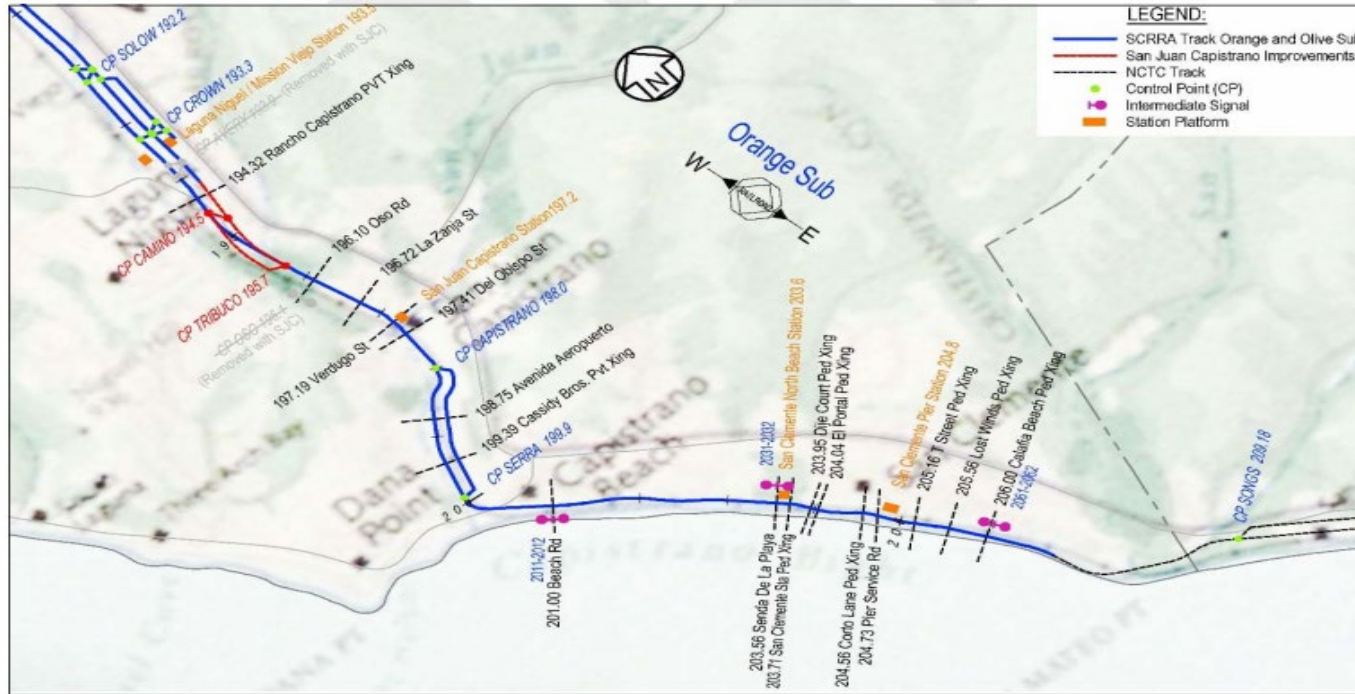 LEGEND:
SCRRA Track Orange and Olive Sub
San Juan Capistrano Improvements
NCTC Track
Control Point (CP)
Intermediate Signal
Station Platform
CP SOLOW 192.2
CP CROWN 193.3
Laguna Niguel / Mission Viejo Station 193.5
(Removed with SJC)
194.32 Rancho Capistrano PVT Xing
CP CAMINO 194.5
CP TRIBUCO 195.7
(Removed with SJC)
196.10 Oso Rd
196.72 La Zanja St
San Juan Capistrano Station 197.2
197.19 Verdugo St
197.41 Del Obispo St
CP CAPISTRANO 198.0
198.75 Avenida Aeropuerto
199.39 Cassidy Bros. Pvt Xing
CP SERRA 199.9
N
Orange Sub
W
E
Dana
Point
Capistrano
Beach
2011-2012
201.00 Beach Rd
2031-2032
San Clemente North Beach Station 203.6
203.56 Senda De La Playa
203.71 San Clemente Sta Ped Xing
203.95 Dije Court Ped Xing
204.04 El Portal Ped Xing
204.56 Corto Lane Ped Xing
204.73 Pier Service Rd
San Clemente Pier Station 204.8
205.16 T Street Ped Xing
205.56 Lost Winds Ped Xing
206.00 Calafia Beach Ped Xing
2061-2062
CP SONGS 209.18